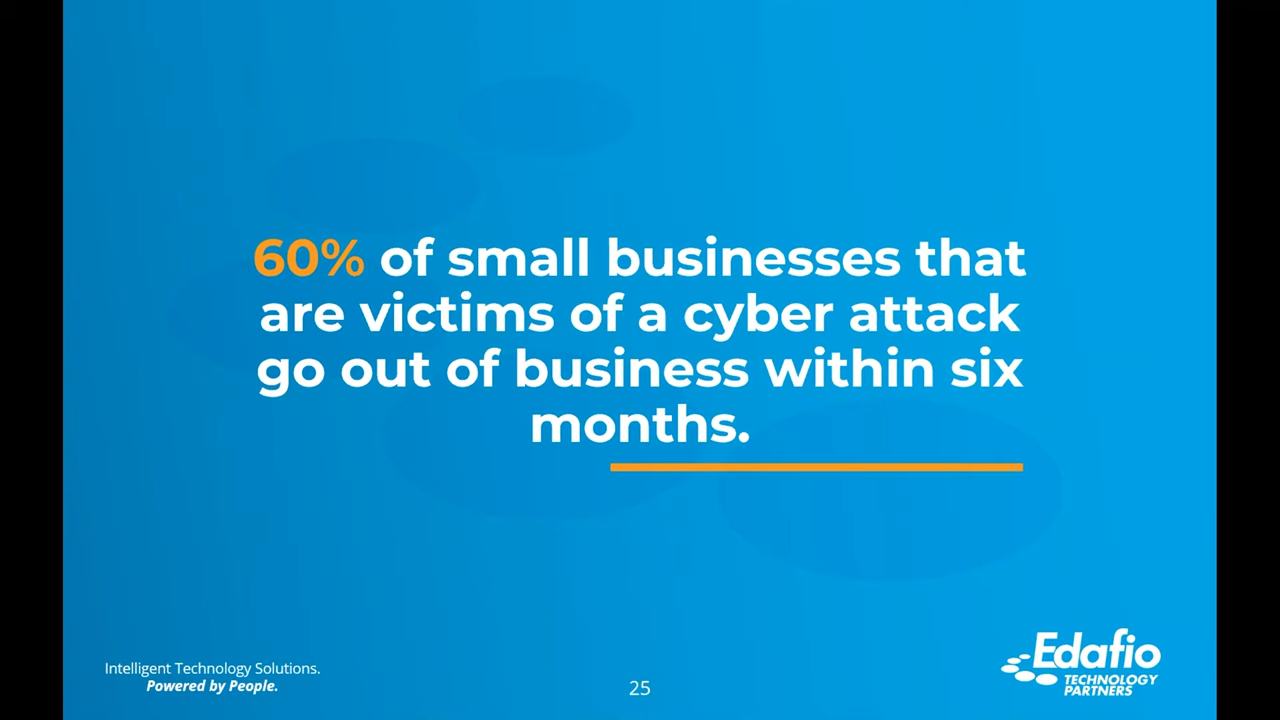 60% of small businesses that
are victims of a cyber attack
go out of business within six
months.
Intelligent Technology Solutions.
Powered by People.
25
Edafio
TECHNOLOGY
PARTNERS